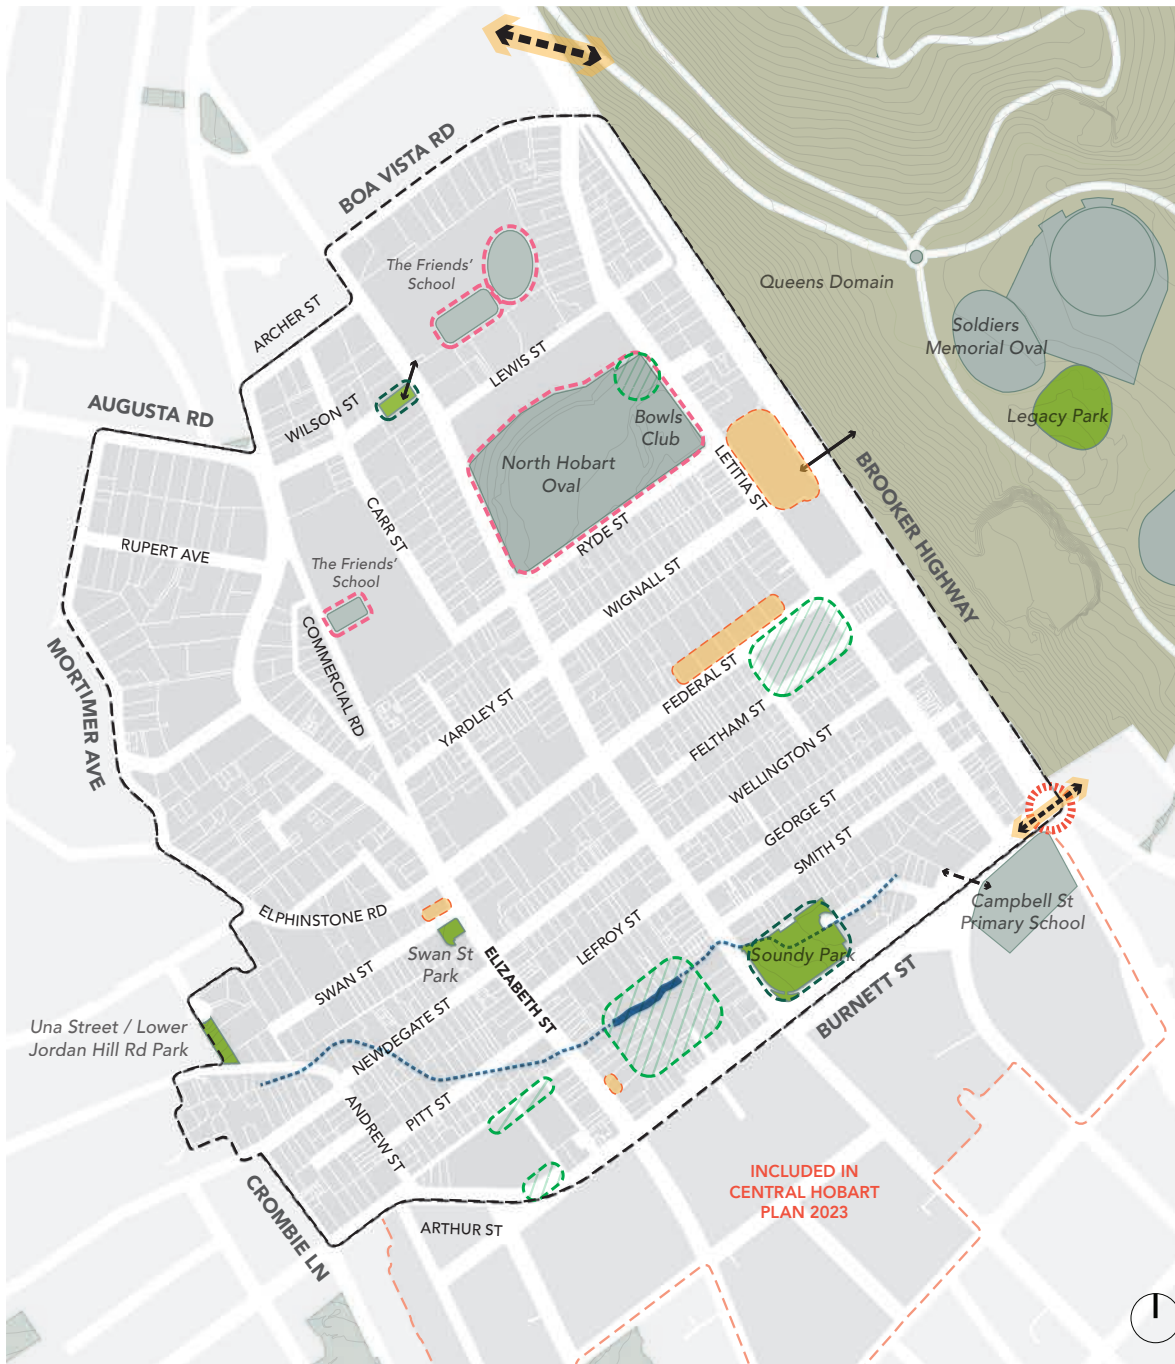 BOA VISTA RD
The Friends'
School
Queens Domain
ARCHER ST
Soldiers
Memorial Oval
LEWIS ST
AUGUSTA RD
WILSON ST
Bowls
Club
Legacy Park
North Hobart
Oval
LETITIA ST
BROOKER HIGHWAY
CARR ST
RYDE ST
RUPERT AVE
The Friends'
School
WIGNALL ST
COMMERCIAL RD
MORTIMER AVE
FEDERAL ST
YARDLEY ST
FELTHAM ST
WELLINGTON ST
GEORGE ST
SMITH ST
ELPHINSTONE RD
Campbell St
Primary School
LEFROY ST
Swan St
Park
Soundy Park
ELIZABETH ST
SWAN ST
BURNETT ST
Una Street / Lower
Jordan Hill Rd Park
NEWDEGATE ST
PITT ST
ANDREW ST
INCLUDED IN
CENTRAL HOBART
PLAN 2023
CROMBIE LN
ARTHUR ST